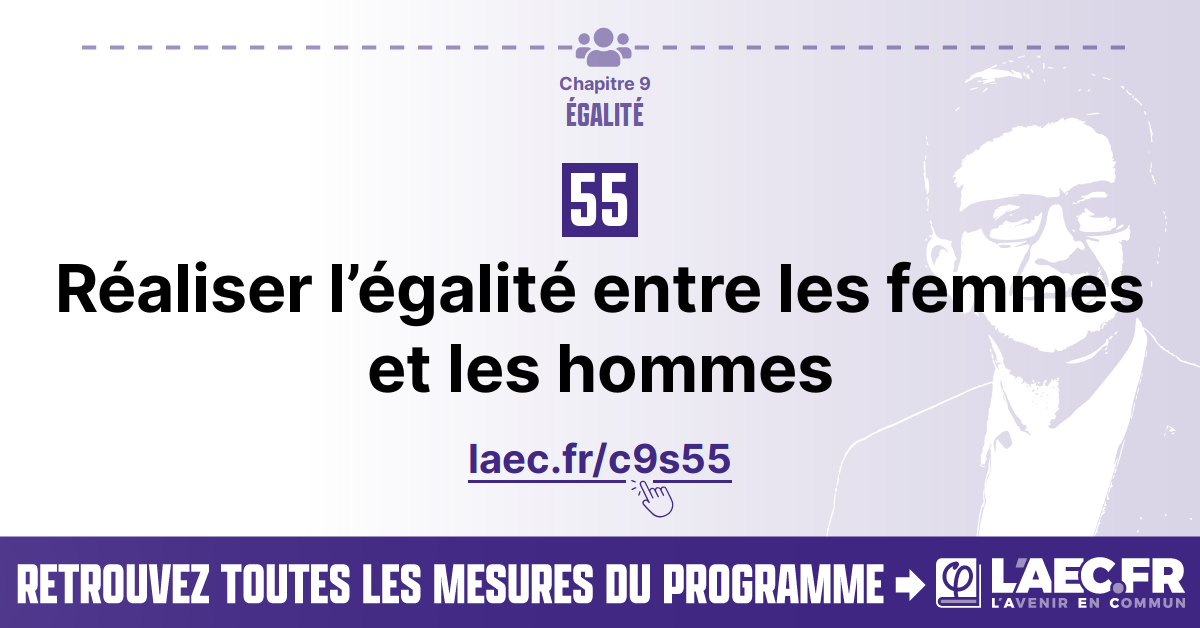 Chapitre 9
ÉGALITÉ
55
Réaliser l’égalité entre les femmes
et les hommes
laec.fr/c9s55
RETROUVEZ TOUTES LES MESURES DU PROGRAMME
φ L'AEC.FR
L'AVENIR EN COMMUN